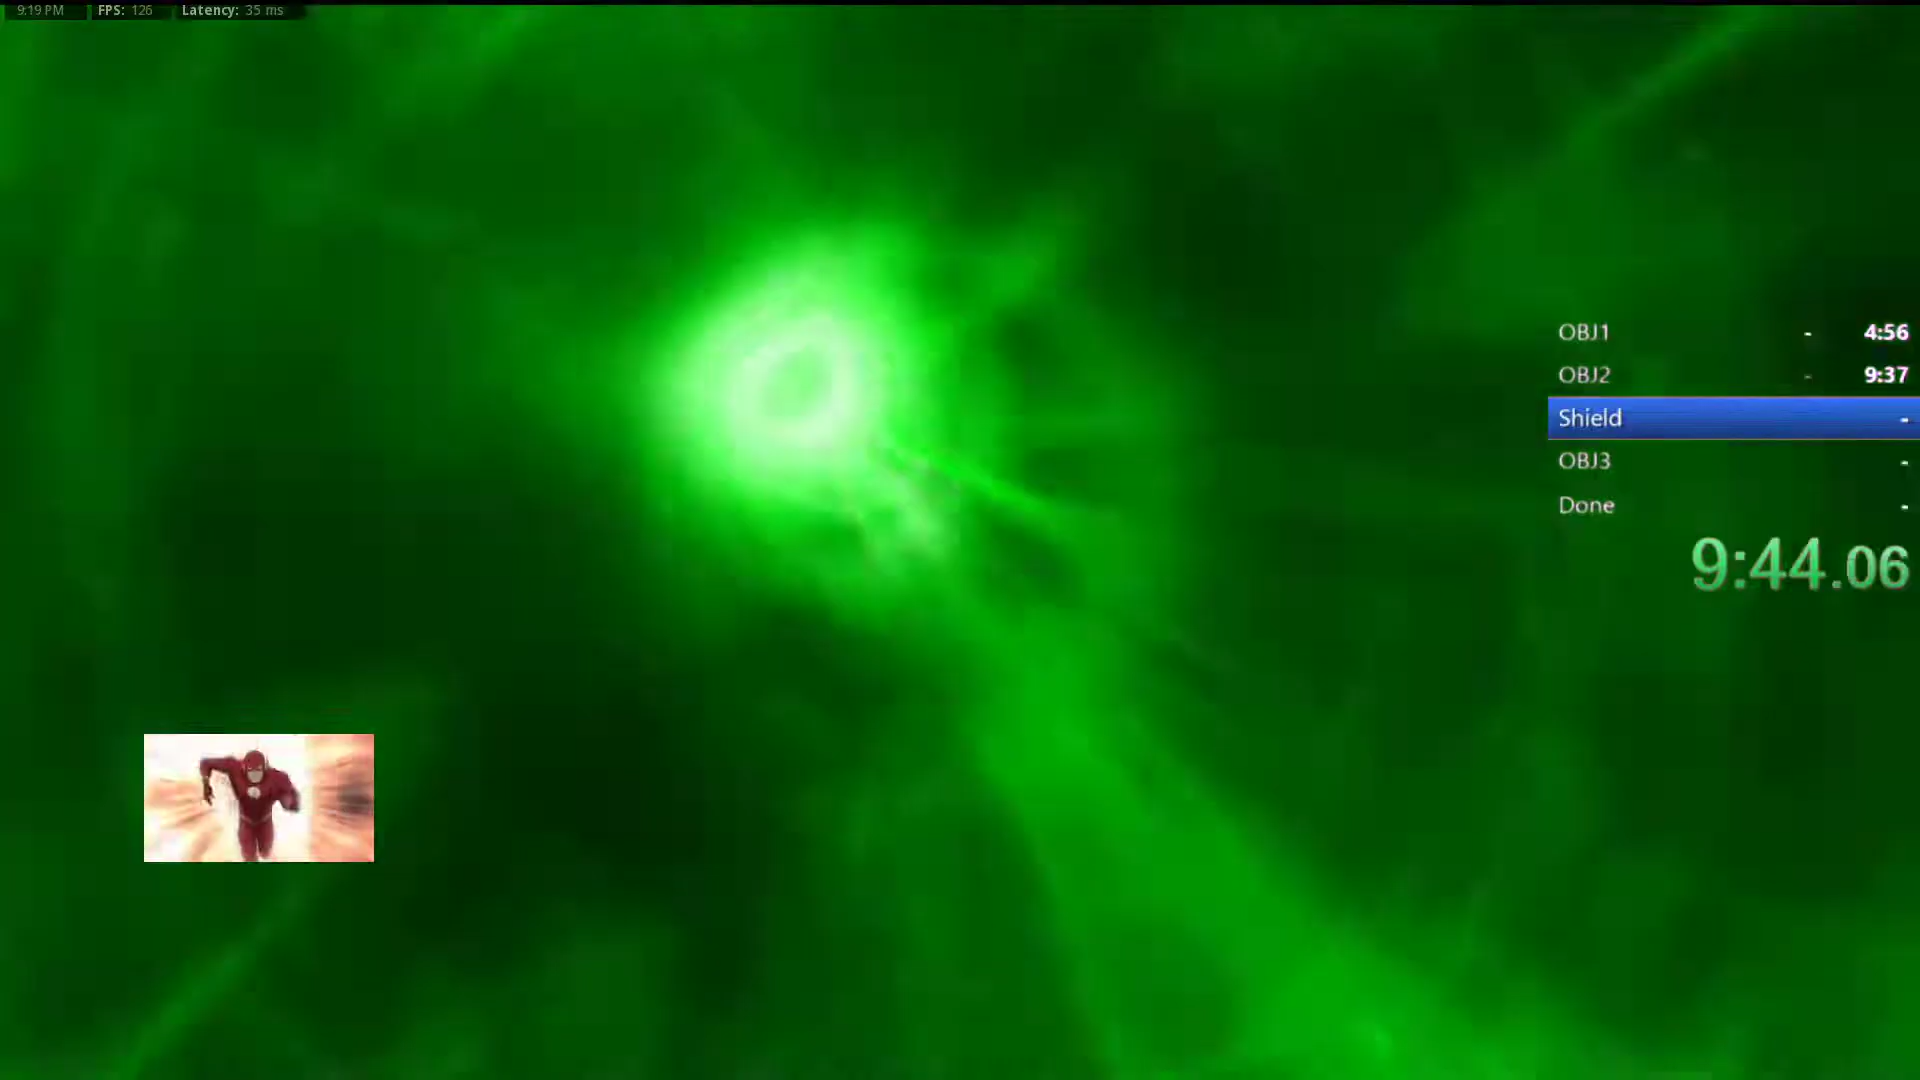 9:19 PM FPS: 126 Latency: 35 ms
OBJ1 - 4:56
OBJ2 - 9:37
Shield -
OBJ3 -
Done -
9:44.06